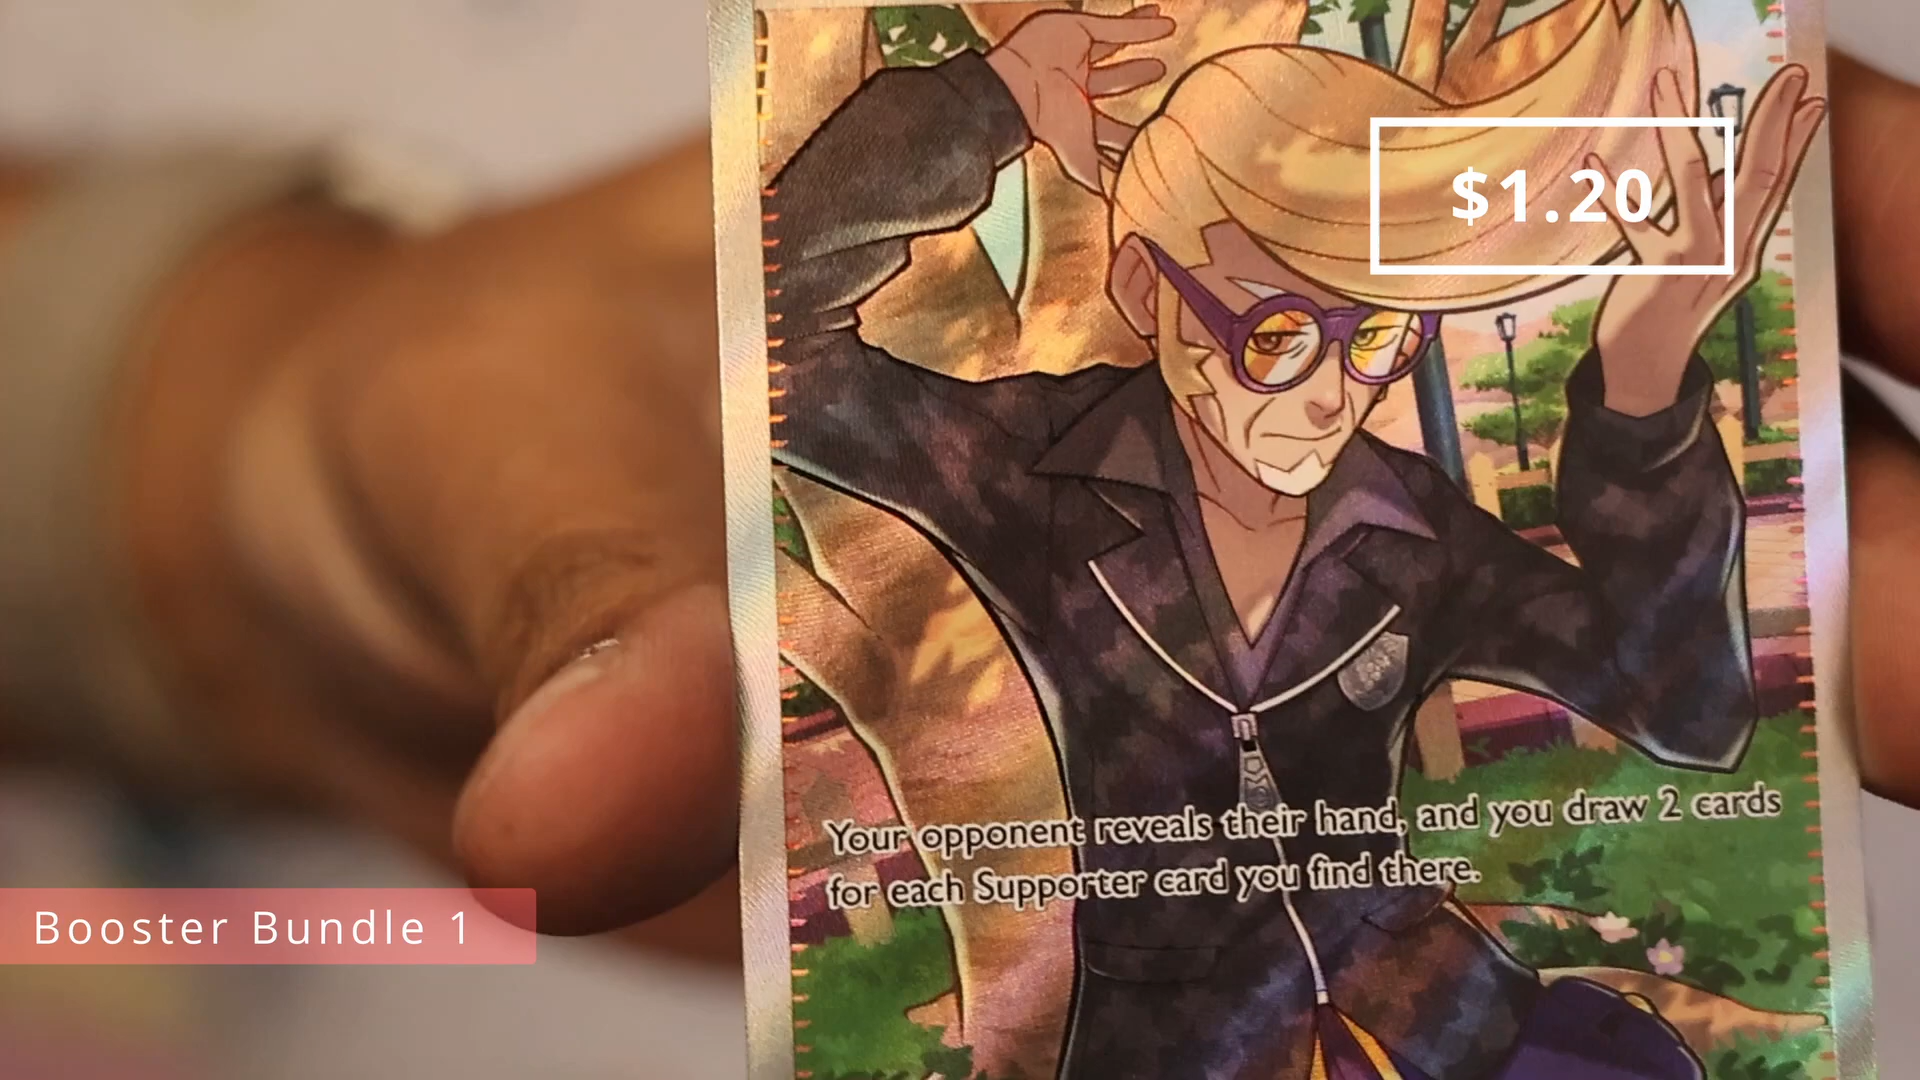 $1.20
Your opponent reveals their hand, and you draw 2 cards
for each Supporter card you find there.
Booster Bundle 1